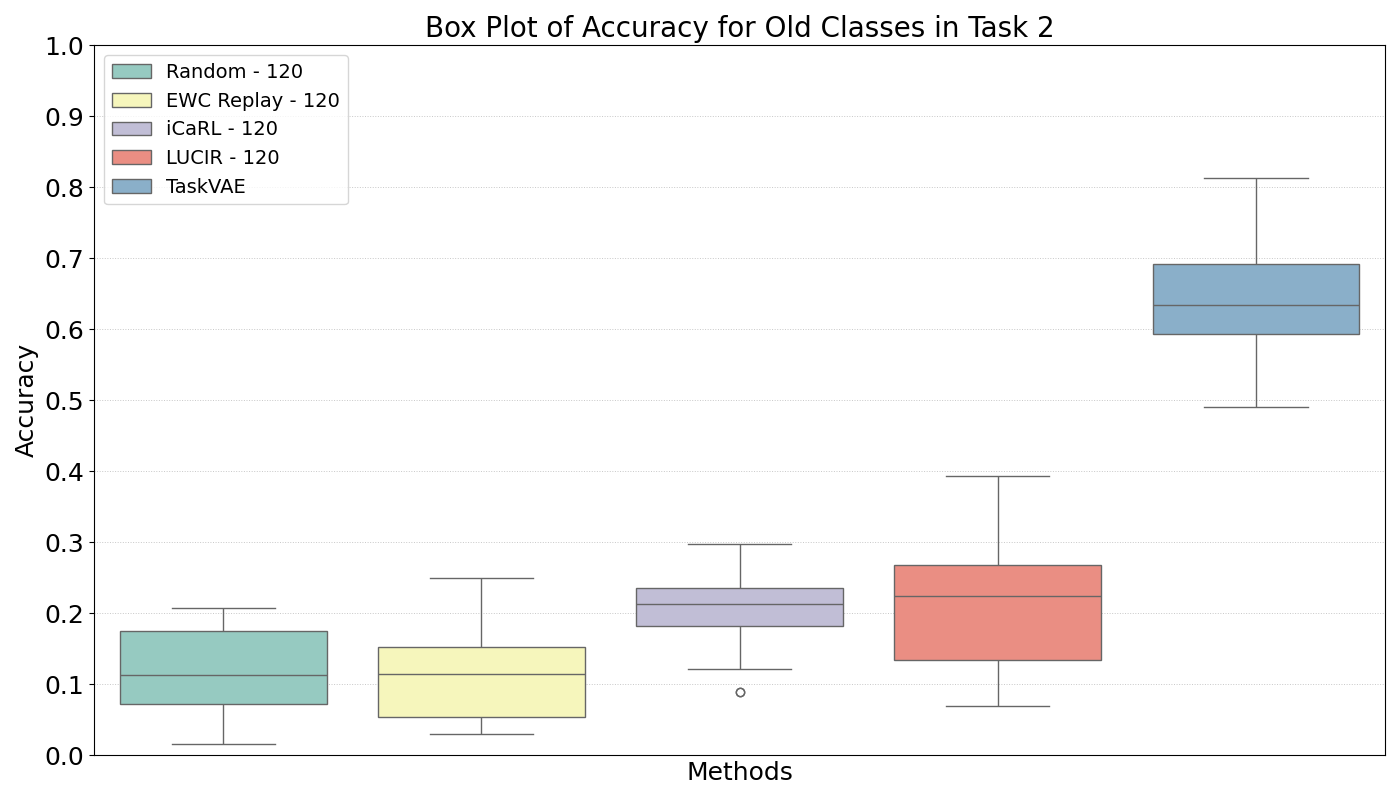 Box Plot of Accuracy for Old Classes in Task 2
1.0
0.9
0.8
0.7
0.6
0.5
0.4
0.3
0.2
0.1
0.0
Accuracy
Random - 120
EWC Replay - 120
iCaRL - 120
LUCIR - 120
TaskVAE
Methods